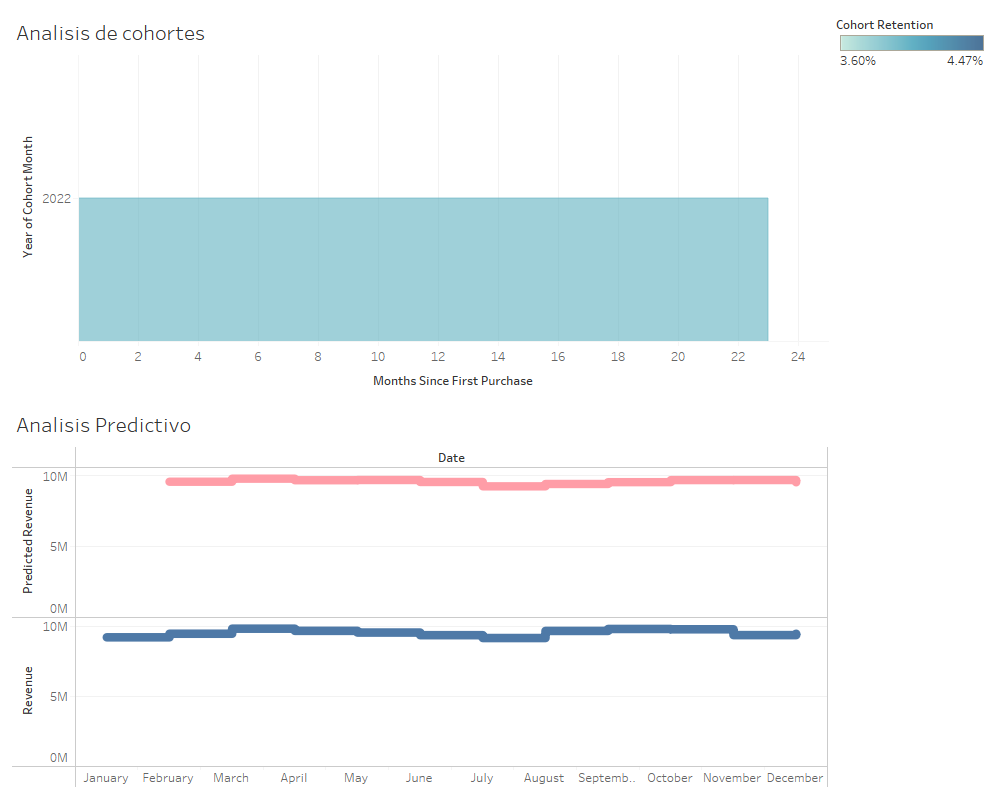 Analisis de cohortes
Cohort Retention
3.60% 4.47%
Year of Cohort Month
2022
0 2 4 6 8 10 12 14 16 18 20 22 24
Months Since First Purchase
Analisis Predictivo
Date
Predicted Revenue
10M
5M
0M
Revenue
10M
5M
0M
January February March April May June July August Septemb.. October November December